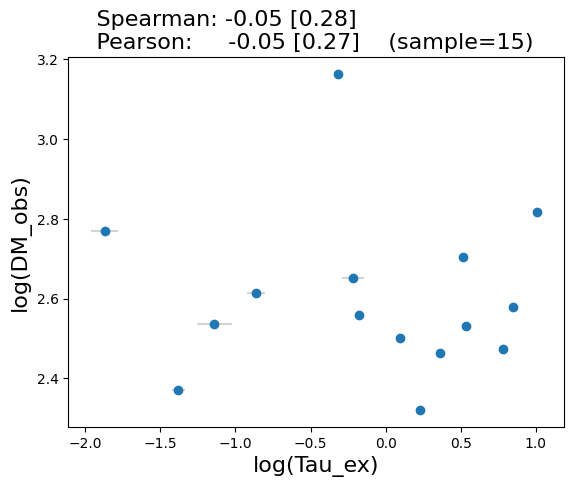 Spearman: -0.05 [0.28]
Pearson: -0.05 [0.27] (sample=15)
3.2
3.0
2.8
2.6
2.4
log(DM_obs)
-2.0 -1.5 -1.0 -0.5 0.0 0.5 1.0
log(Tau_ex)